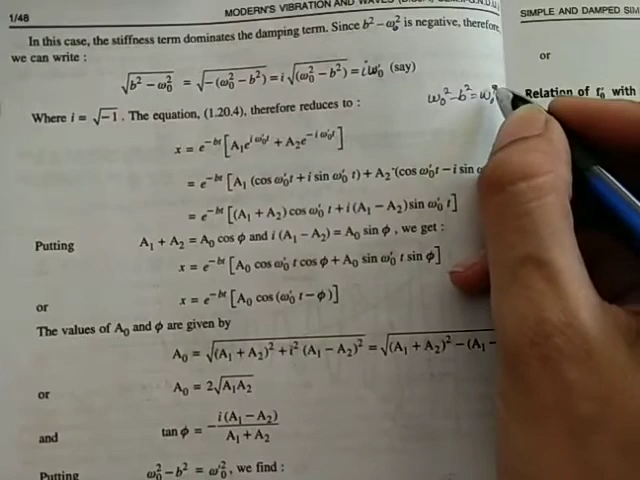 1/48
MODERN'S VIBRATION AND WAVES
SIMPLE AND DAMPED SIM
In this case, the stiffness term dominates the damping term. Since b² – ω₀² is negative, therefore,
we can write :
√(b² – ω₀²) = √(–(ω₀² – b²)) = i√(ω₀² – b²) = iω₀′ (say)
ω₀² – b² = ω₀
or
Where i = √–1 . The equation, (1.20.4), therefore reduces to :
Relation of r₀′ with
x = e^(–bt) [A₁e^(i ω₀′t) + A₂e^(–i ω₀′t)]
= e^(–bt) [A₁ (cos ω₀′t + i sin ω₀′ t) + A₂ (cos ω₀′t – i sin
= e^(–bt) [(A₁ + A₂) cos ω₀′ t + i (A₁ – A₂) sin ω₀′ t]
Putting A₁ + A₂ = A₀ cos ϕ and i (A₁ – A₂) = A₀ sin ϕ , we get :
x = e^(–bt) [A₀ cos ω₀′ t cos ϕ + A₀ sin ω₀′ t sin ϕ]
or x = e^(–bt) [A₀ cos (ω₀′ t – ϕ)]
The values of A₀ and ϕ are given by
A₀ = √((A₁ + A₂)² + i² (A₁ – A₂)²) = √((A₁ + A₂)² – (A₁ –
or A₀ = 2√(A₁A₂)
and tan ϕ = – i (A₁ – A₂) / (A₁ + A₂)
Putting ω₀² – b² = ω₀′², we find :